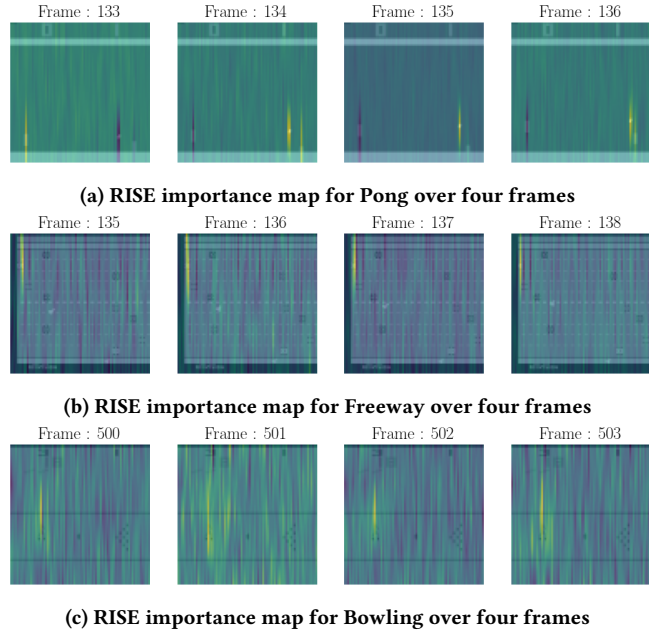 Frame : 133 Frame : 134 Frame : 135 Frame : 136
(a) RISE importance map for Pong over four frames
Frame : 135 Frame : 136 Frame : 137 Frame : 138
(b) RISE importance map for Freeway over four frames
Frame : 500 Frame : 501 Frame : 502 Frame : 503
(c) RISE importance map for Bowling over four frames